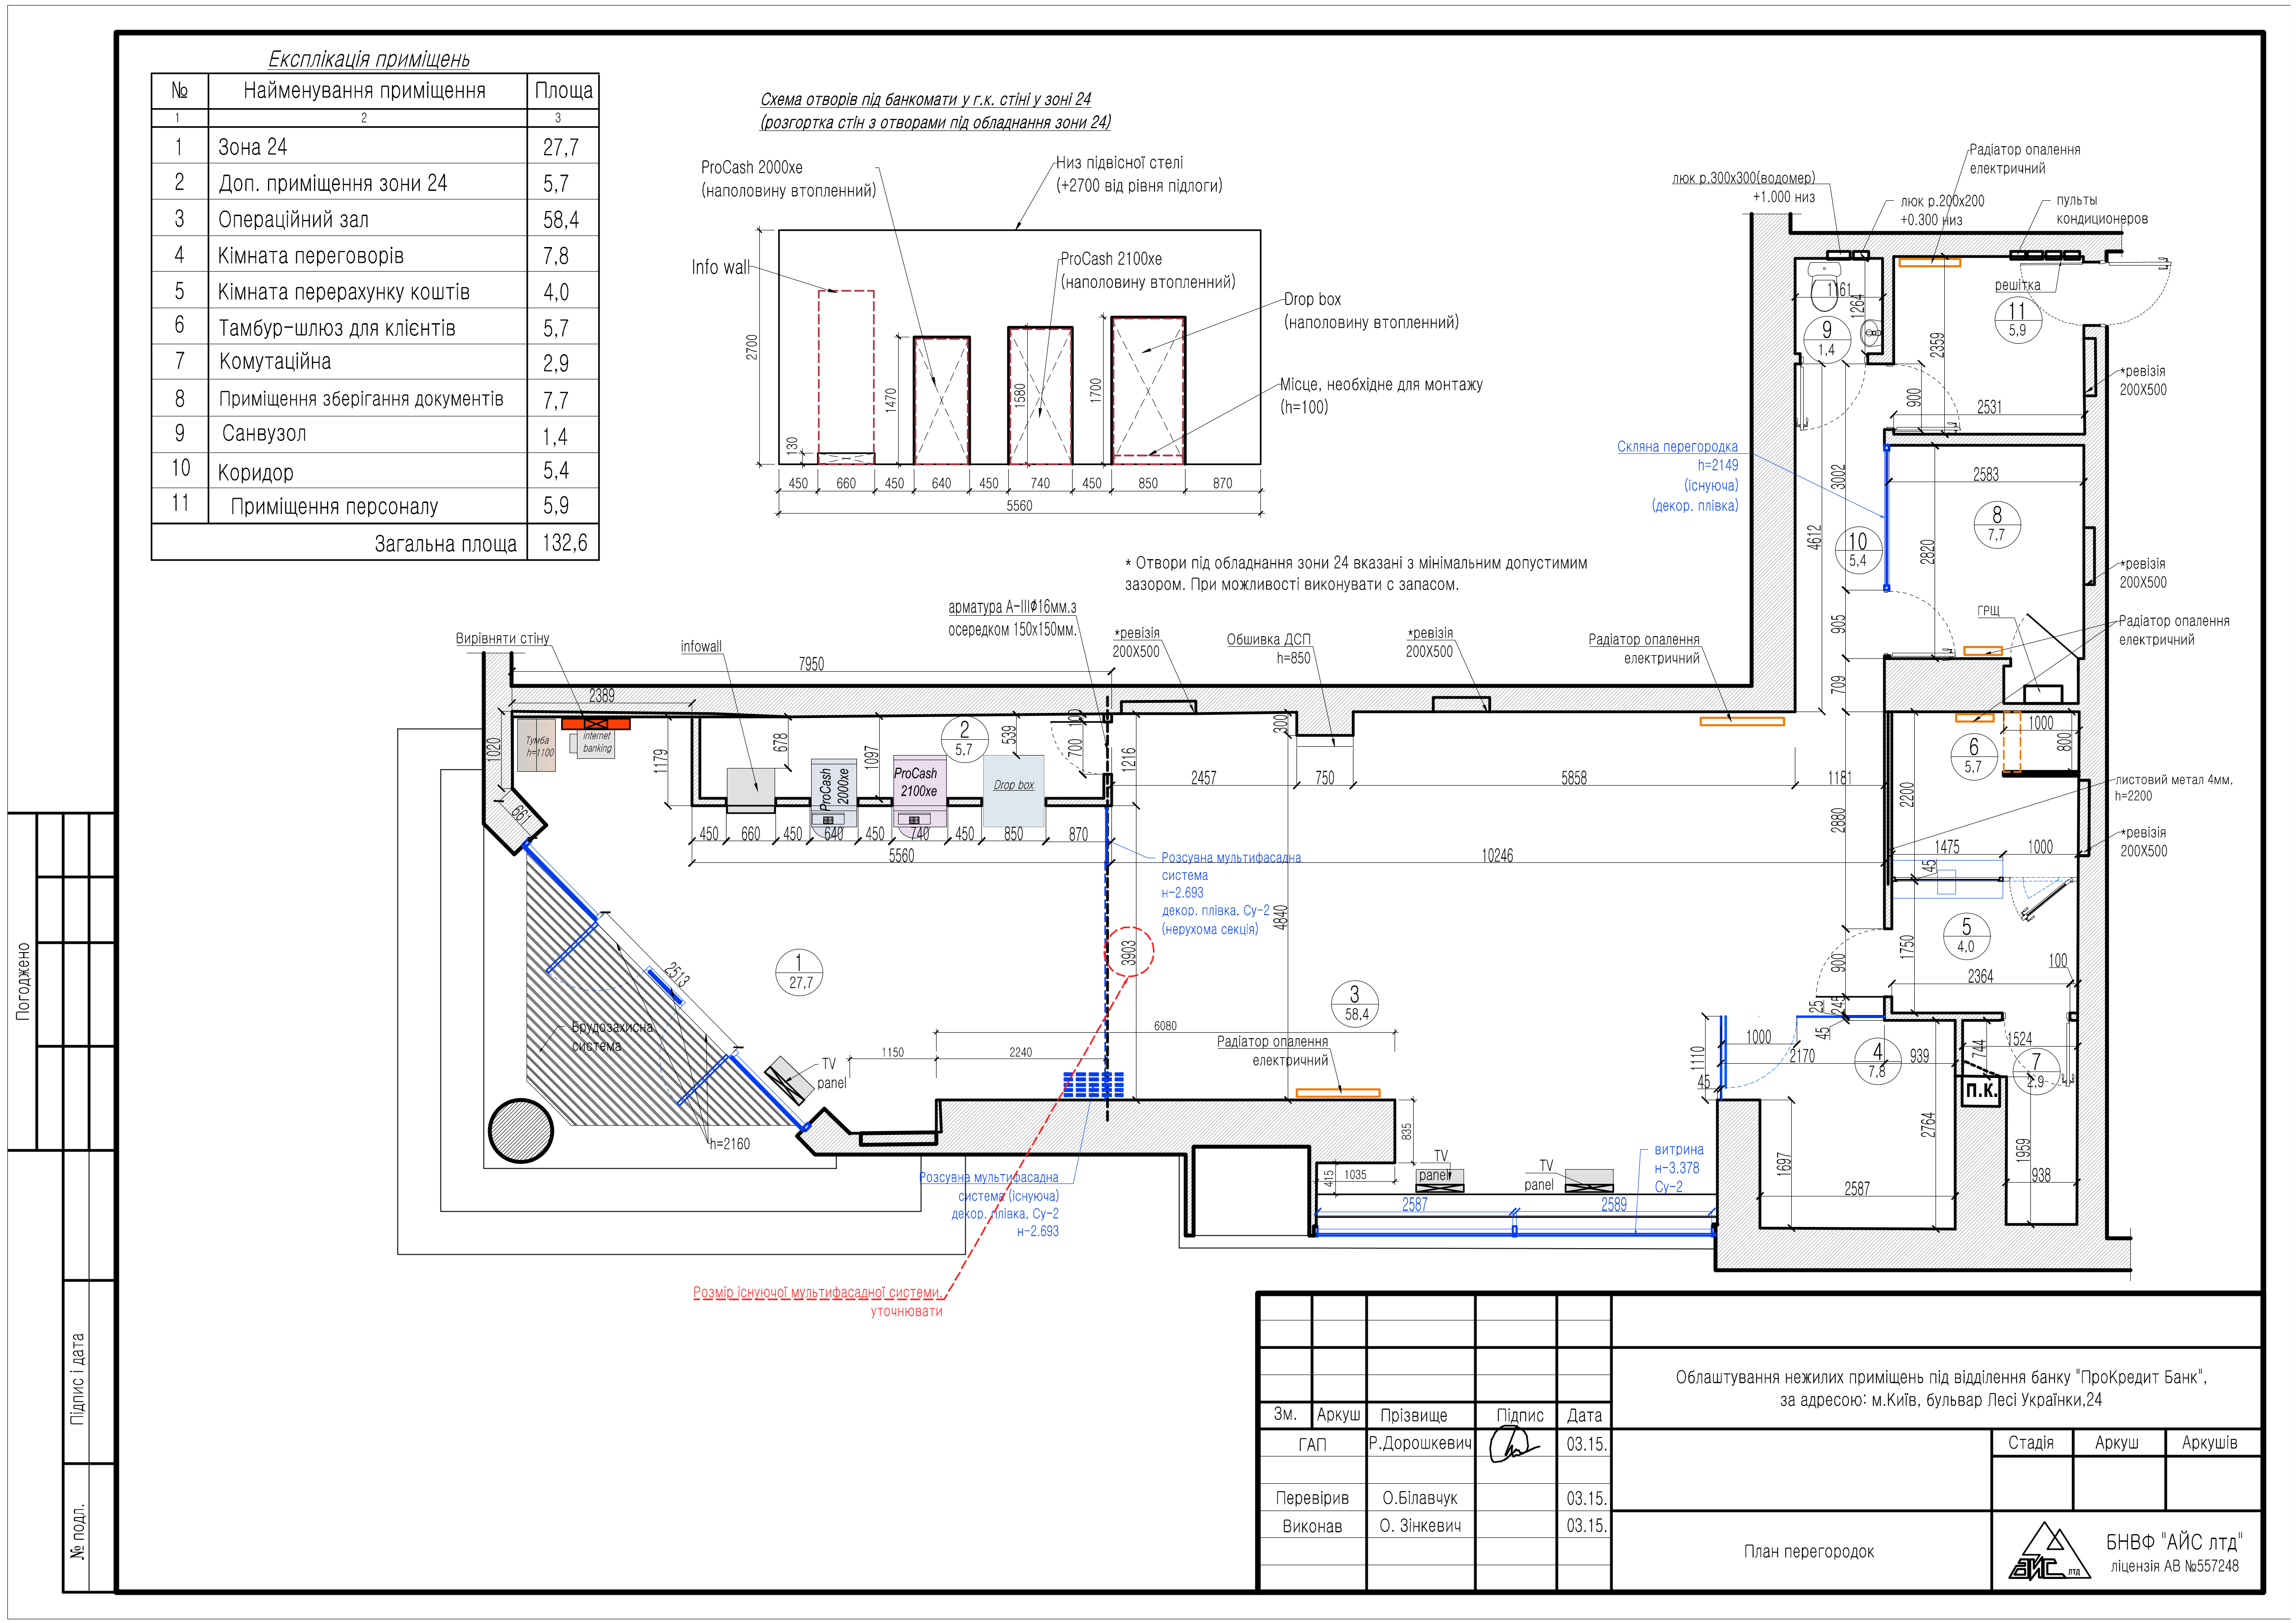 Експлікація приміщень
№ Найменування приміщення Площа
1 2 3
1 Зона 24 27,7
2 Доп. приміщення зони 24 5,7
3 Операційний зал 58,4
4 Кімната переговорів 7,8
5 Кімната перерахунку коштів 4,0
6 Тамбур-шлюз для клієнтів 5,7
7 Комутаційна 2,9
8 Приміщення зберігання документів 7,7
9 Санвузол 1,4
10 Коридор 5,4
11 Приміщення персоналу 5,9
Загальна площа 132,6
Схема отворів під банкомати у г.к. стіні у зоні 24
(розгортка стін з отворами під обладнання зони 24)
ProCash 2000xe
(наполовину втопленний)
Низ підвісної стелі
(+2700 від рівня підлоги)
Info wall
ProCash 2100xe
(наполовину втопленний)
Drop box
(наполовину втопленний)
Місце, необхідне для монтажу
(h=100)
2700
130
1470
1580
1700
450 660 450 640 450 740 450 850 870
5560
* Отвори під обладнання зони 24 вказані з мінімальним допустимим
зазором. При можливості виконувати с запасом.
люк р.300х300(водомер)
+1.000 низ
Радіатор опалення
електричний
люк р.200х200
+0.300 низ
пульты
кондиционеров
решітка
1161
1264
9
1,4
2359
11
5,9
900
2531
*ревізія
200X500
Скляна перегородка
h=2149
(існуюча)
(декор. плівка)
3002
4612
10
5,4
2583
8
7,7
2820
*ревізія
200X500
905
ГРЩ
Радіатор опалення
електричний
709
арматура А-IIIФ16мм.з
осередком 150х150мм.
Вирівняти стіну
infowall
*ревізія
200X500
Обшивка ДСП
h=850
*ревізія
200X500
Радіатор опалення
електричний
7950
2389
1020
Тумба
h=1100
internet
banking
1179
678
1097
2
5,7
539
100
700
1216
300
ProCash
2000xe
ProCash
2100xe
Drop box
2457 750 5858 1181
661
450 660 450 640 450 740 450 850 870
5560
10246
2880
Розсувна мультифасадна
система
н-2.693
декор. плівка, Су-2
(нерухома секція)
4840
3903
1
27,7
2513
3
58,4
Брудозахисна
система
TV
panel
h=2160
6080
1150
2240
Радіатор опалення
електричний
835
415
1035
TV
panel
TV
panel
витрина
н-3.378
Су-2
2587
2589
Розсувна мультифасадна
система (існуюча)
декор. плівка, Су-2
н-2.693
Розмір існуючої мультифасадної системи.
уточнювати
1000
800
6
5,7
2200
листовий метал 4мм,
h=2200
*ревізія
200X500
1475
1000
45
5
4,0
1750
900
2364
100
25
245
45
1000
2170
1110
45
4
7,8
939
744
1524
7
2,9
П.К.
2764
1697
2587
1959
938
Погоджено
Підпис і дата
№ подл.
Зм. Аркуш Прізвище Підпис Дата
ГАП Р.Дорошкевич 03.15.
Перевірив О.Білавчук 03.15.
Виконав О. Зінкевич 03.15.
Облаштування нежилих приміщень під відділення банку "ПроКредит Банк",
за адресою: м.Київ, бульвар Лесі Українки,24
Стадія Аркуш Аркушів
План перегородок
АЙС лтд
БНВФ "АЙС лтд"
ліцензія АВ №557248